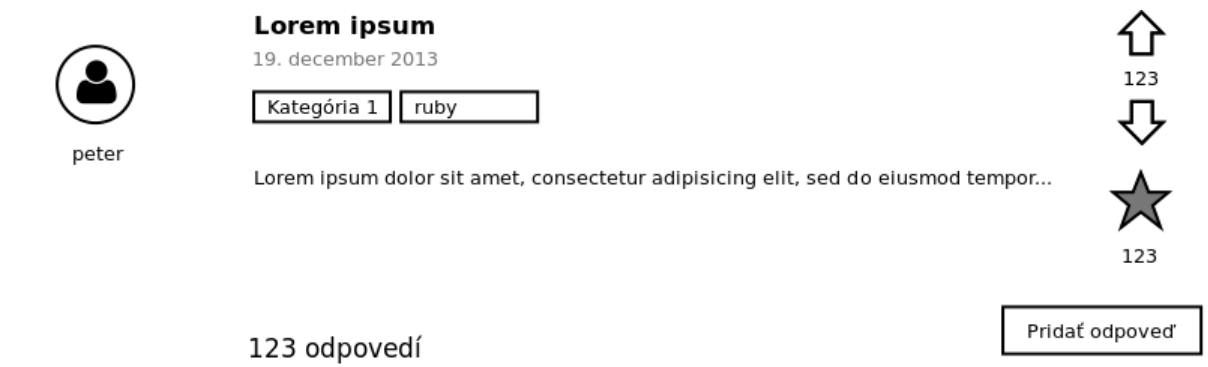 Lorem ipsum
19. december 2013
Kategória 1
ruby
peter
Lorem ipsum dolor sit amet, consectetur adipisicing elit, sed do eiusmod tempor...
123
123
Pridať odpoveď
123 odpovedí